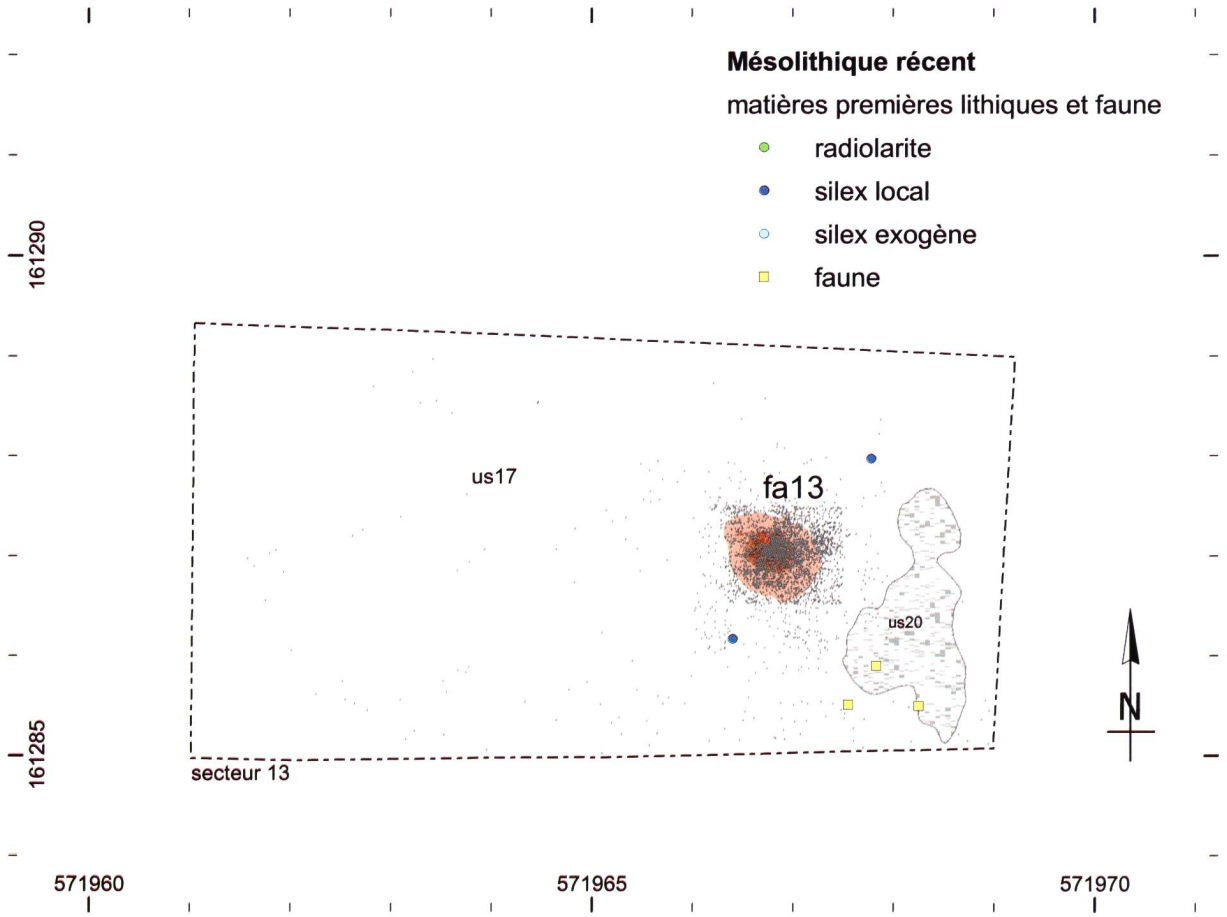 Mésolithique récent
matières premières lithiques et faune
radiolarite
silex local
silex exogène
faune
161290
us17
fa13
us20
N
161285
secteur 13
571960
571965
571970